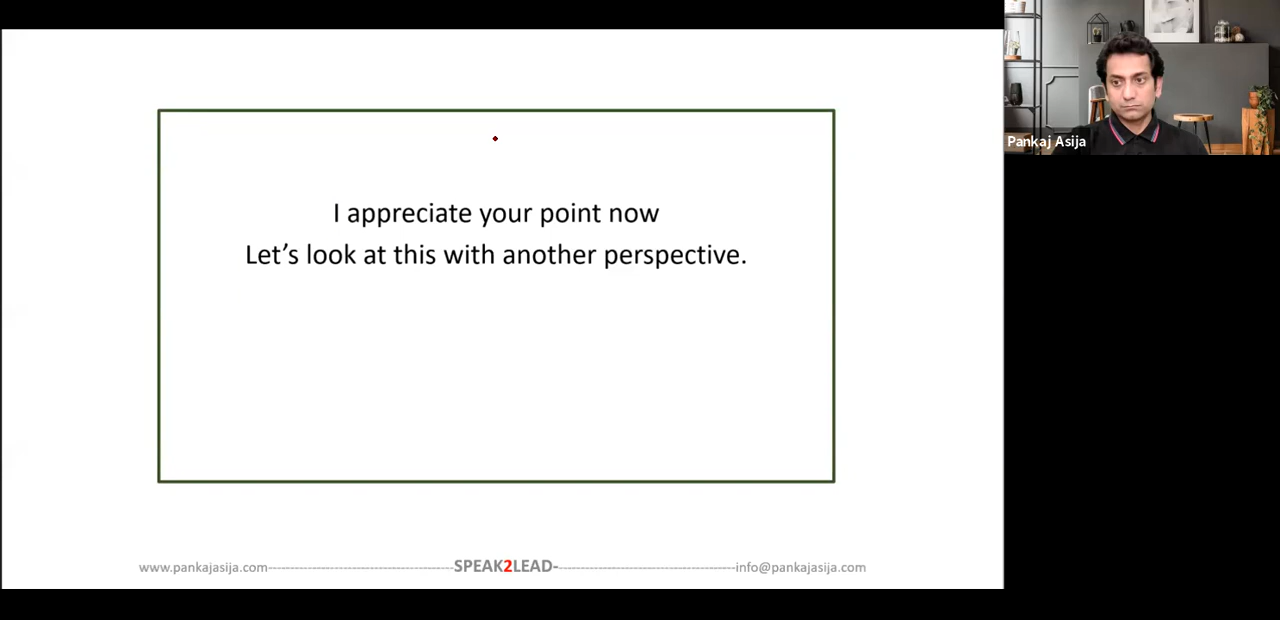 I appreciate your point now
Let's look at this with another perspective.
www.pankajasija.com-----------------------------------------SPEAK2LEAD-----------------------------------------info@pankajasija.com
Pankaj Asija